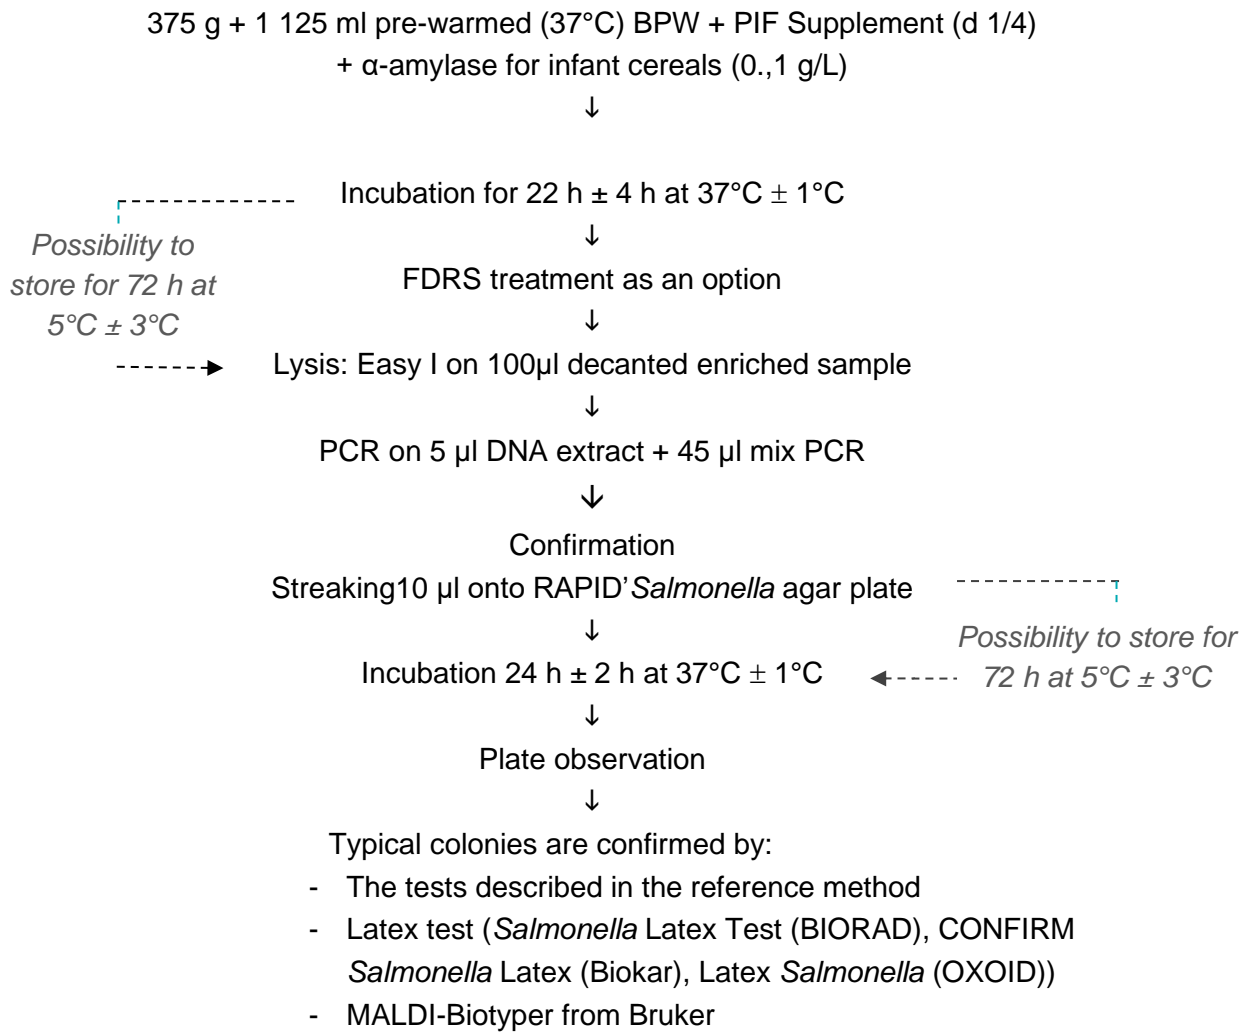 375 g + 1 125 ml pre-warmed (37°C) BPW + PIF Supplement (d 1/4)
+ α-amylase for infant cereals (0.,1 g/L)
↓
Incubation for 22 h ± 4 h at 37°C ± 1°C
↓
Possibility to
store for 72 h at
5°C ± 3°C
FDRS treatment as an option
↓
Lysis: Easy I on 100µl decanted enriched sample
↓
PCR on 5 µl DNA extract + 45 µl mix PCR
↓
Confirmation
Streaking10 µl onto RAPID'Salmonella agar plate
↓
Possibility to store for
72 h at 5°C ± 3°C
Incubation 24 h ± 2 h at 37°C ± 1°C
↓
Plate observation
↓
Typical colonies are confirmed by:
- The tests described in the reference method
- Latex test (Salmonella Latex Test (BIORAD), CONFIRM
Salmonella Latex (Biokar), Latex Salmonella (OXOID))
- MALDI-Biotyper from Bruker